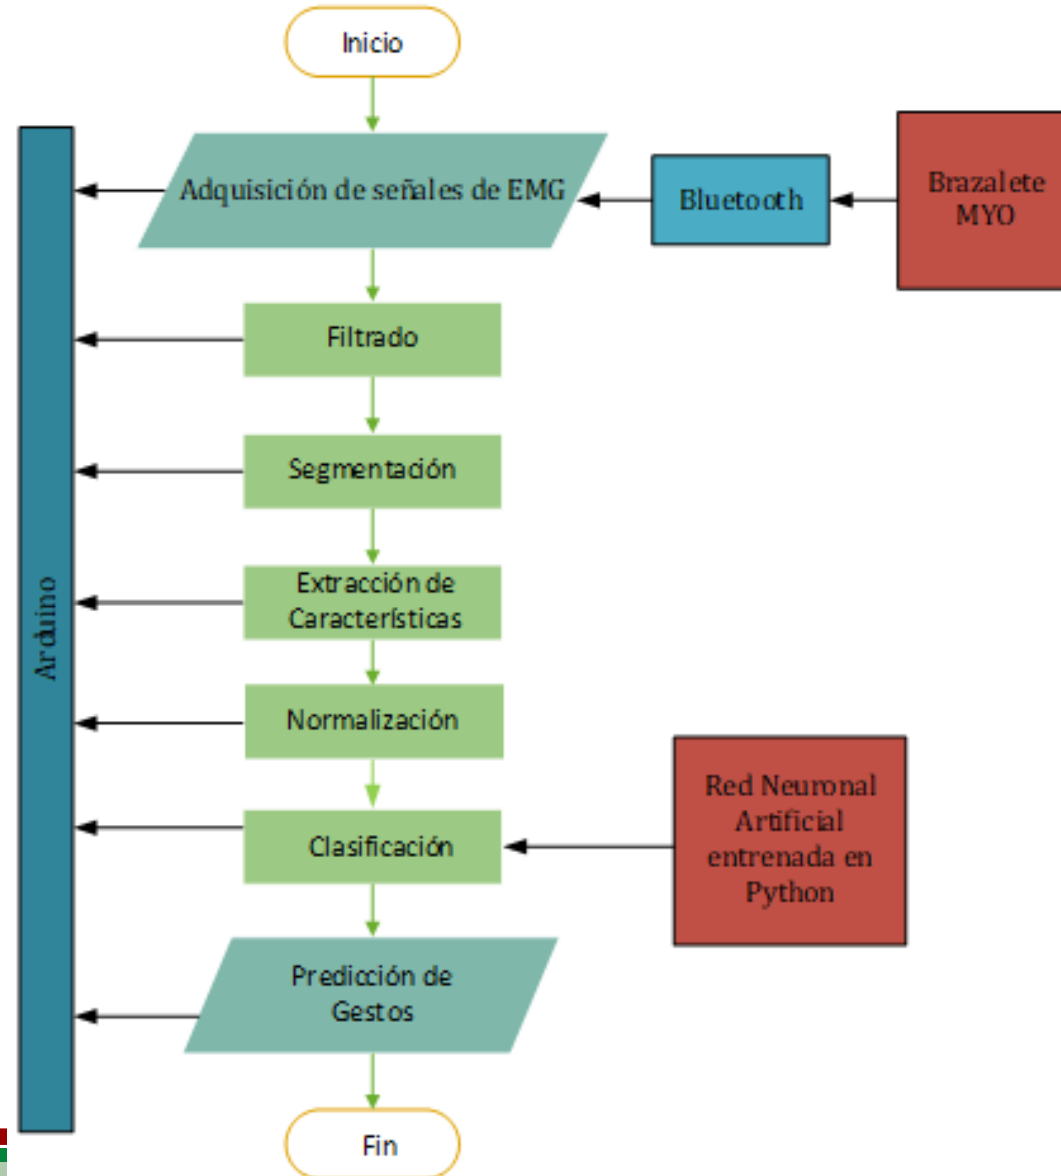 Inicio
Adquisición de señales de EMG
Bluetooth
Brazalete
MYO
Filtrado
Segmentación
Extracción de
Características
Arduino
Normalización
Clasificación
Red Neuronal
Artificial
entrenada en
Python
Predicción de
Gestos
Fin